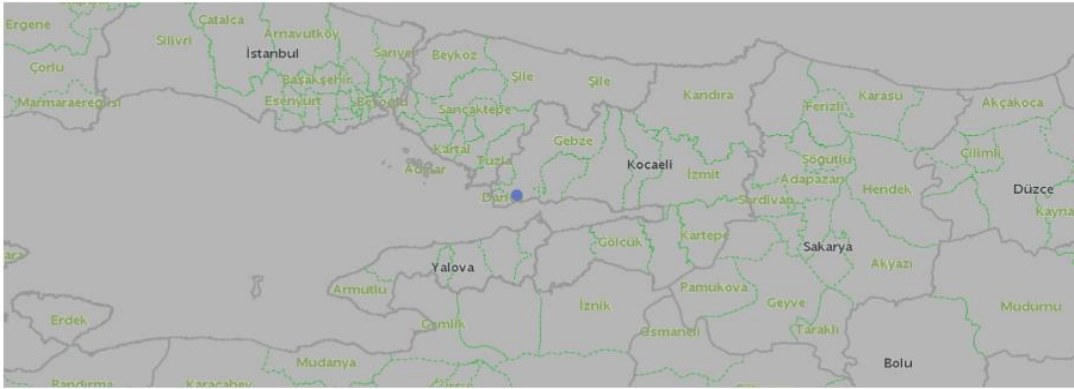 Ergene
Çatalca
Arnavutköy
Silivri
İstanbul
Sarıyer
Beykoz
Çorlu
Başakşehir
Şile
Şile
Kandıra
Karasu
Akçakoca
Marmaraereğlisi
Esenyurt
Beyoğlu
Sancaktepe
Ferizli
Gebze
Kartal
Tuzla
Adalar
Kocaeli
İzmit
Söğütlü
Adapazarı
Çilimli
Hendek
Düzce
Darı
Serdivan
Kayna
Gölcük
Kartepe
Sakarya
Yalova
Akyazı
Armutlu
Pamukova
İznik
Geyve
Mudurnu
Erdek
Gemlik
Osmaneli
Taraklı
Mudanya
Bolu
Bandırma
Karacabey